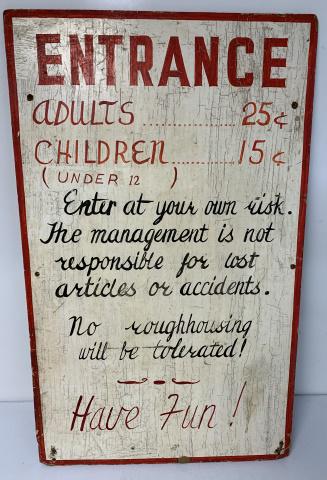 ENTRANCE
ADULTS .................. 25¢
CHILDREN ............ 15¢
( UNDER 12 )
Enter at your own risk.
The management is not
responsible for lost
articles or accidents.
No roughhousing
will be tolerated!
Have Fun!